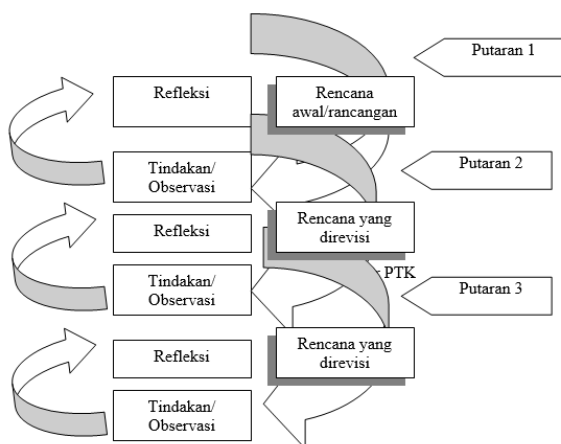 Putaran 1
Refleksi
Rencana
awal/rancangan
Putaran 2
Tindakan/
Observasi
Rencana yang
direvisi
Refleksi
Tindakan/
Observasi
PTK
Putaran 3
Refleksi
Rencana yang
direvisi
Tindakan/
Observasi